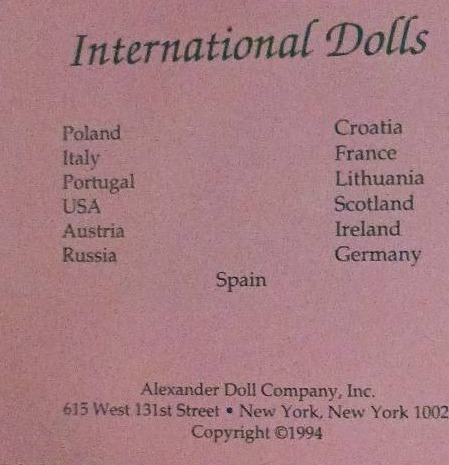 International Dolls
Poland
Italy
Portugal
USA
Austria
Russia
Croatia
France
Lithuania
Scotland
Ireland
Germany
Spain
Alexander Doll Company, Inc.
615 West 131st Street • New York, New York 1002
Copyright ©1994